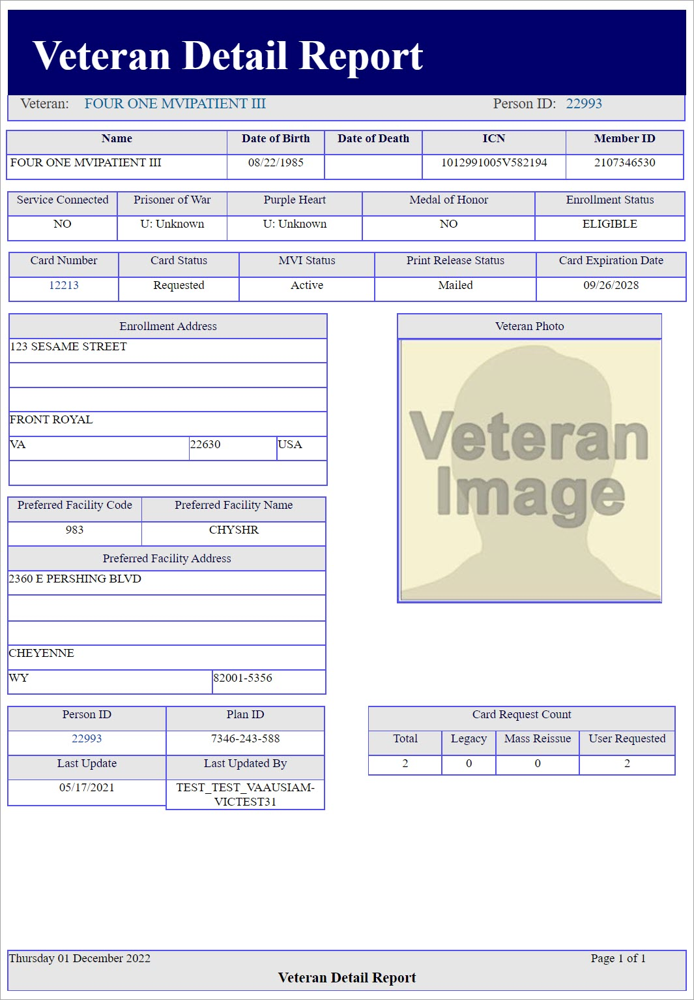 Veteran Detail Report
Veteran: FOUR ONE MVIPATIENT III Person ID: 22993
Name Date of Birth Date of Death ICN Member ID
FOUR ONE MVIPATIENT III 08/22/1985 1012991005V582194 2107346530
Service Connected Prisoner of War Purple Heart Medal of Honor Enrollment Status
NO U: Unknown U: Unknown NO ELIGIBLE
Card Number Card Status MVI Status Print Release Status Card Expiration Date
12213 Requested Active Mailed 09/26/2028
Enrollment Address
123 SESAME STREET
FRONT ROYAL
VA 22630 USA
Veteran Photo
Veteran
Image
Preferred Facility Code Preferred Facility Name
983 CHYSHR
Preferred Facility Address
2360 E PERSHING BLVD
CHEYENNE
WY 82001-5356
Person ID Plan ID
22993 7346-243-588
Last Update Last Updated By
05/17/2021 TEST_TEST_VAAUSIAM-
VICTEST31
Card Request Count
Total Legacy Mass Reissue User Requested
2 0 0 2
Thursday 01 December 2022 Page 1 of 1
Veteran Detail Report